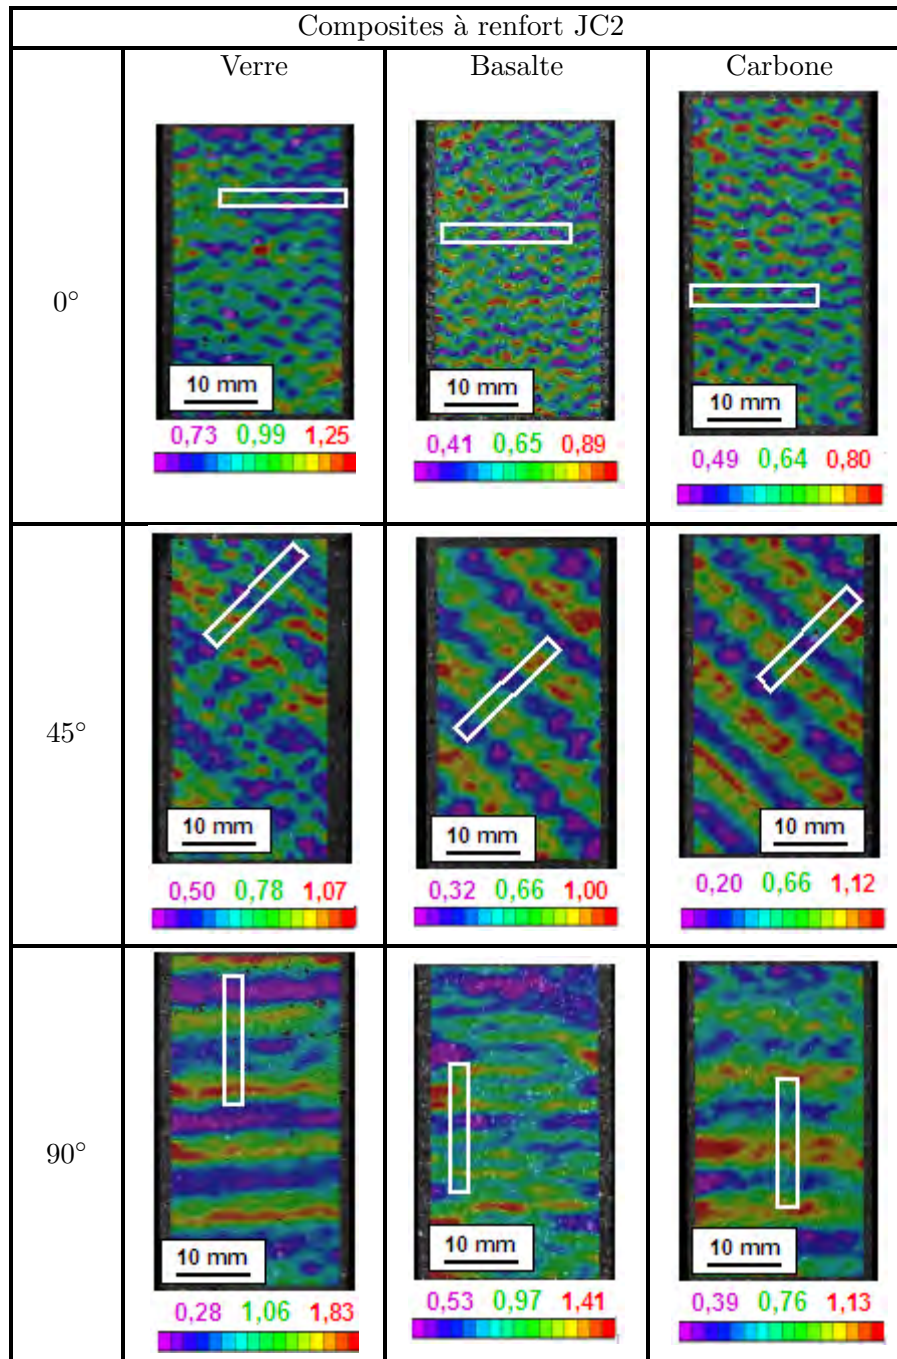 Composites à renfort JC2
Verre Basalte Carbone
0°
10 mm 10 mm 10 mm
0,73 0,99 1,25 0,41 0,65 0,89 0,49 0,64 0,80
45°
10 mm 10 mm 10 mm
0,50 0,78 1,07 0,32 0,66 1,00 0,20 0,66 1,12
90°
10 mm 10 mm 10 mm
0,28 1,06 1,83 0,53 0,97 1,41 0,39 0,76 1,13